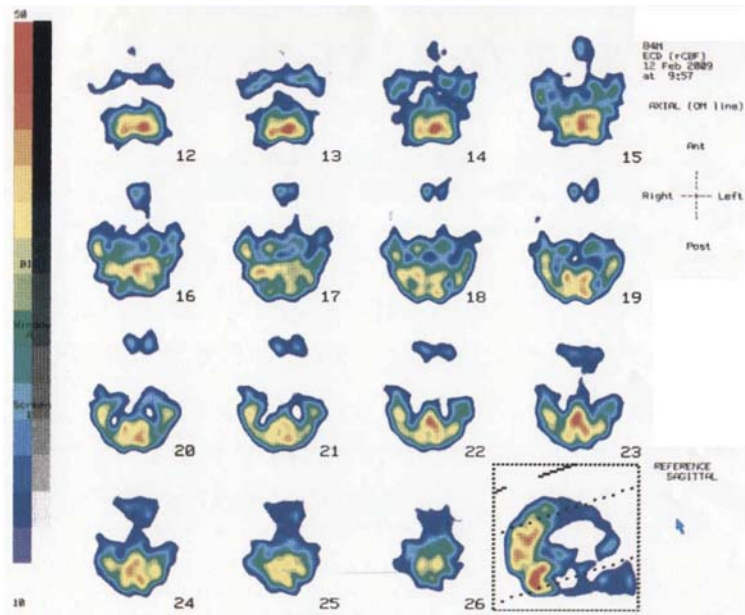 50
B4M
ECD (rCBF)
12 Feb 2009
at 9:57
AXIAL (OM line)
Ant
Right
Left
Post
12
13
14
15
16
17
18
19
20
21
22
23
24
25
26
REFERENCE
SAGITTAL
10